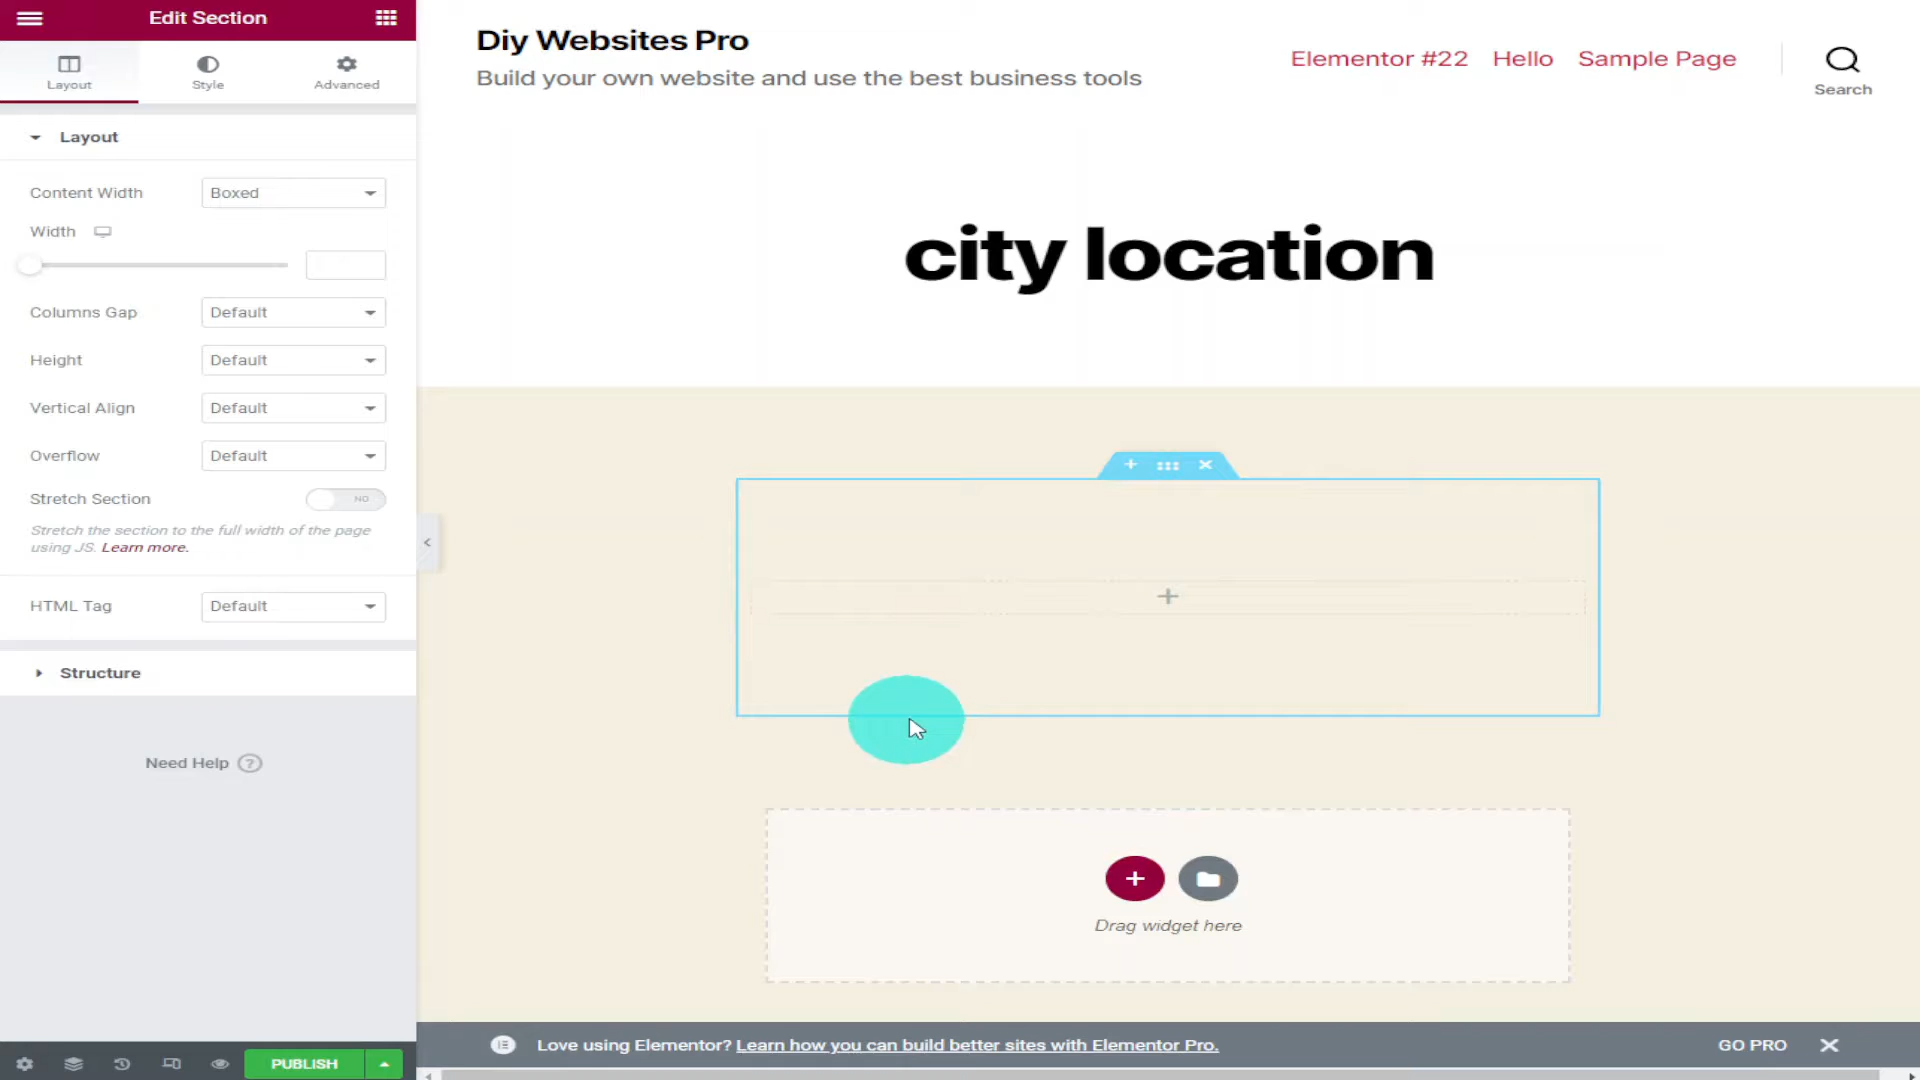 Edit Section
Layout
Style
Advanced
Layout
Content Width
Boxed
Width
Columns Gap
Default
Height
Default
Vertical Align
Default
Overflow
Default
Stretch Section
NO
Stretch the section to the full width of the page
using JS. Learn more.
HTML Tag
Default
Structure
Need Help
PUBLISH
Diy Websites Pro
Build your own website and use the best business tools
Elementor #22
Hello
Sample Page
Search
city location
Drag widget here
Love using Elementor? Learn how you can build better sites with Elementor Pro.
GO PRO